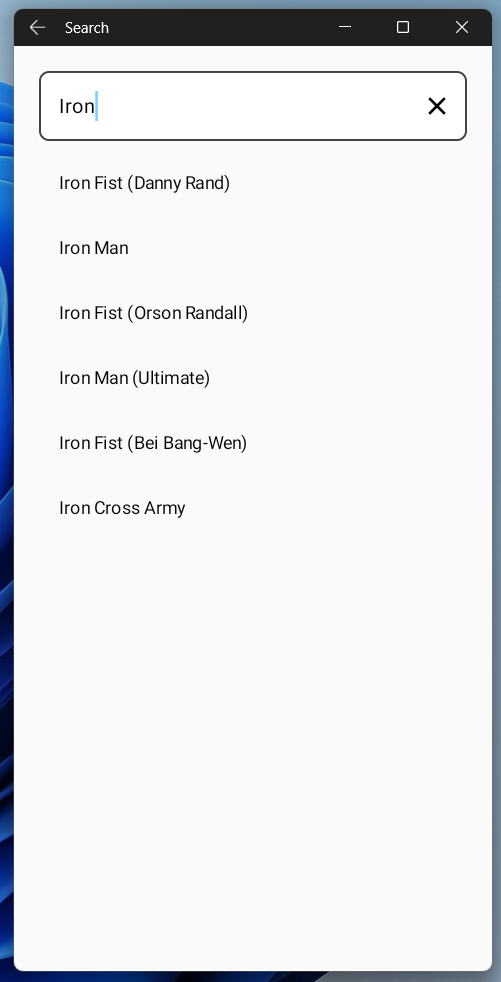 Search
Iron
Iron Fist (Danny Rand)
Iron Man
Iron Fist (Orson Randall)
Iron Man (Ultimate)
Iron Fist (Bei Bang-Wen)
Iron Cross Army